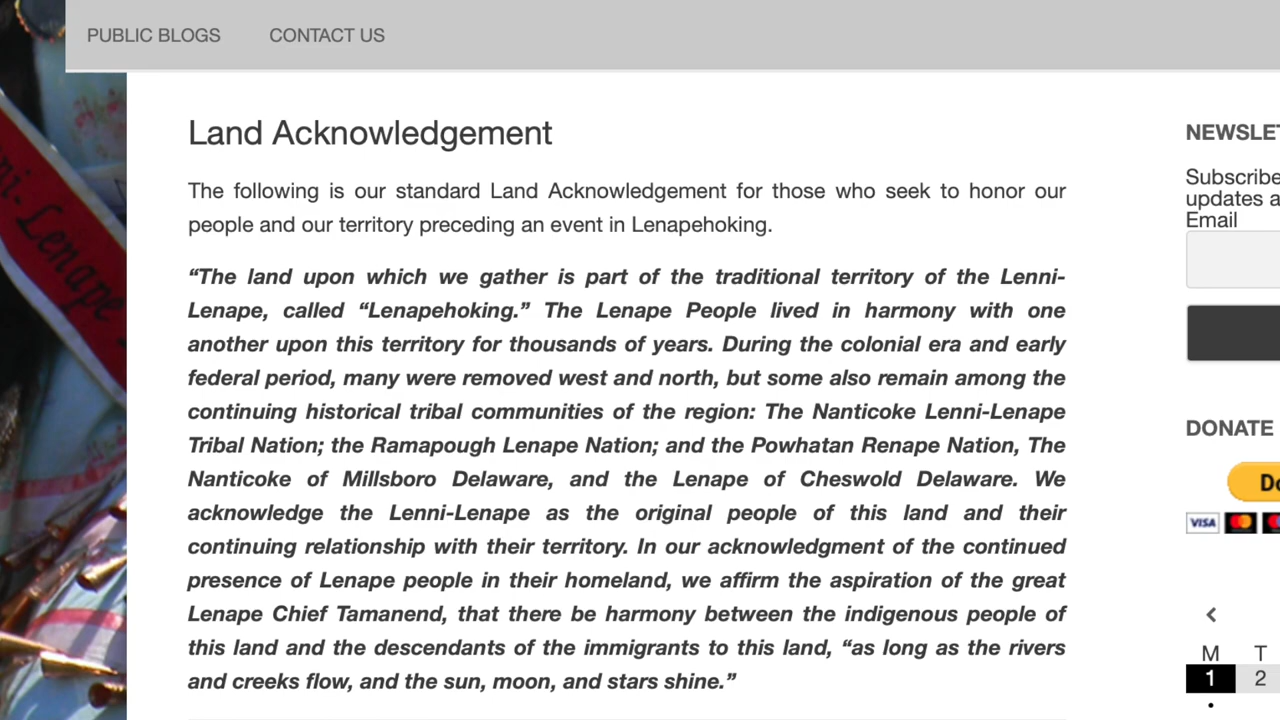 PUBLIC BLOGS
CONTACT US
Land Acknowledgement
The following is our standard Land Acknowledgement for those who seek to honor our
people and our territory preceding an event in Lenapehoking.
“The land upon which we gather is part of the traditional territory of the Lenni-
Lenape, called “Lenapehoking.” The Lenape People lived in harmony with one
another upon this territory for thousands of years. During the colonial era and early
federal period, many were removed west and north, but some also remain among the
continuing historical tribal communities of the region: The Nanticoke Lenni-Lenape
Tribal Nation; the Ramapough Lenape Nation; and the Powhatan Renape Nation, The
Nanticoke of Millsboro Delaware, and the Lenape of Cheswold Delaware. We
acknowledge the Lenni-Lenape as the original people of this land and their
continuing relationship with their territory. In our acknowledgment of the continued
presence of Lenape people in their homeland, we affirm the aspiration of the great
Lenape Chief Tamanend, that there be harmony between the indigenous people of
this land and the descendants of the immigrants to this land, “as long as the rivers
and creeks flow, and the sun, moon, and stars shine.”
NEWSLET
Subscribe
updates a
Email
DONATE
Do
VISA
M T
1 2
ni-Lenape